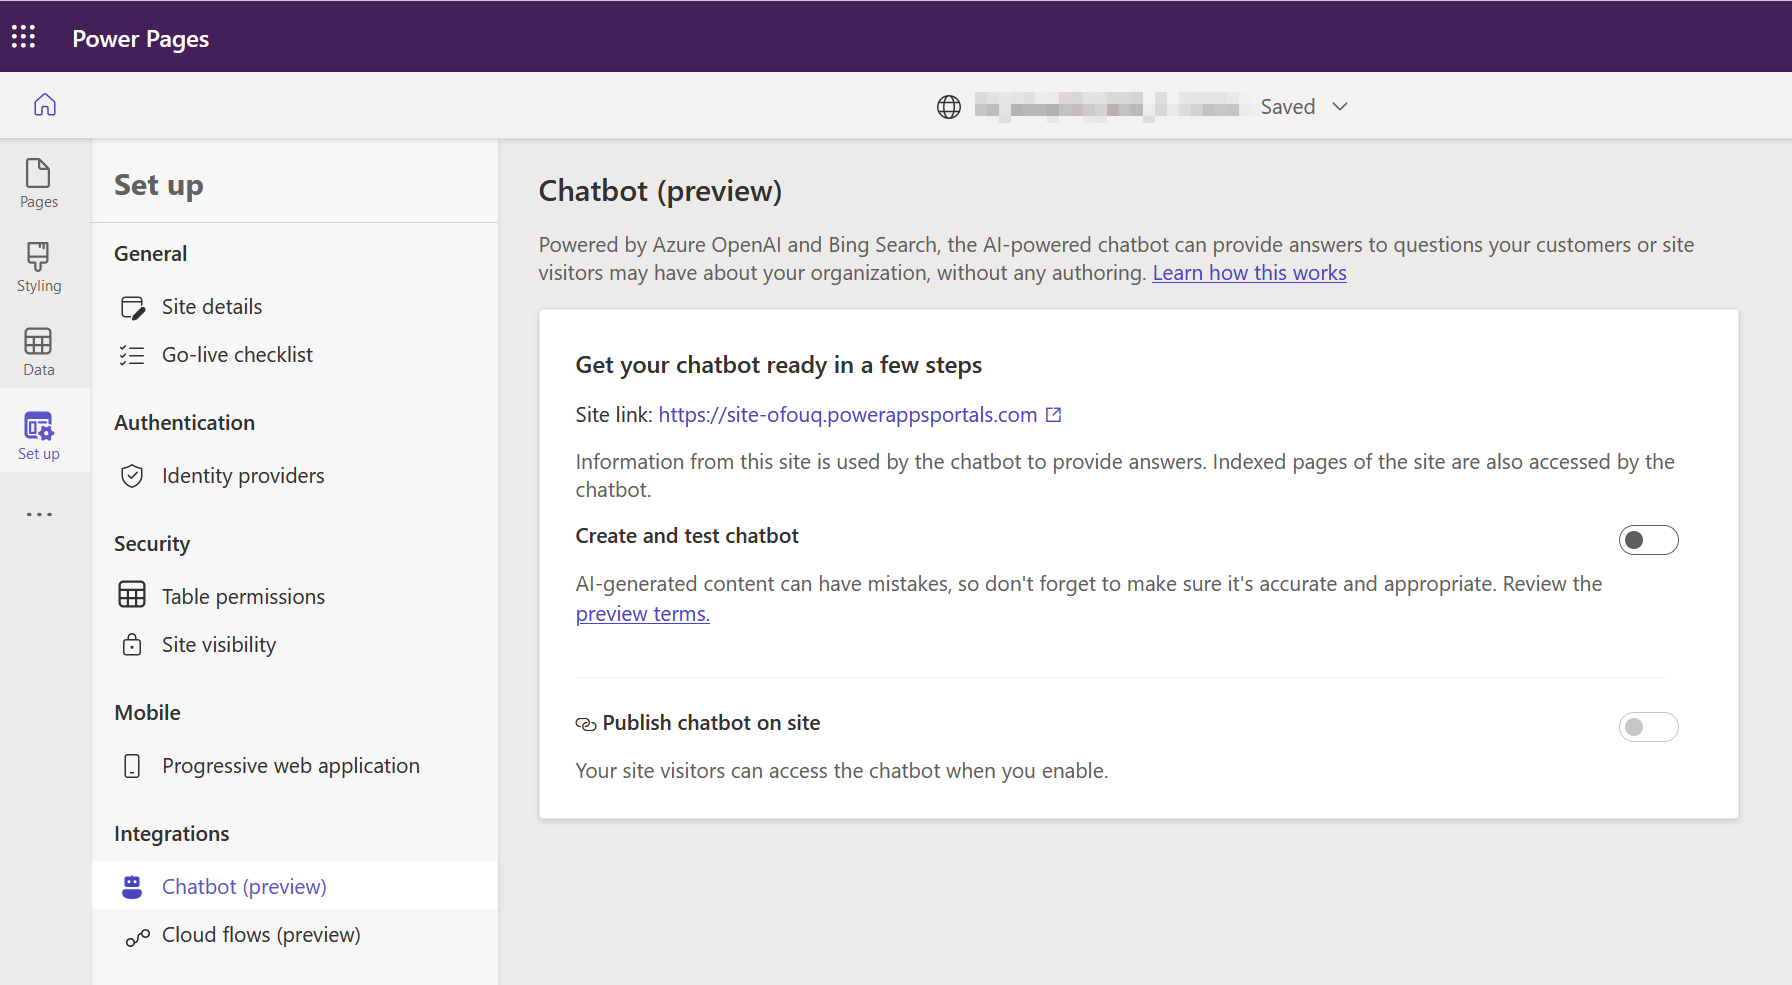 Power Pages
Saved
Pages
Styling
Data
Set up
Set up
General
Site details
Go-live checklist
Authentication
Identity providers
Security
Table permissions
Site visibility
Mobile
Progressive web application
Integrations
Chatbot (preview)
Cloud flows (preview)
Chatbot (preview)
Powered by Azure OpenAI and Bing Search, the AI-powered chatbot can provide answers to questions your customers or site
visitors may have about your organization, without any authoring. Learn how this works
Get your chatbot ready in a few steps
Site link: https://site-ofouq.powerappsportals.com
Information from this site is used by the chatbot to provide answers. Indexed pages of the site are also accessed by the
chatbot.
Create and test chatbot
AI-generated content can have mistakes, so don't forget to make sure it's accurate and appropriate. Review the
preview terms.
Publish chatbot on site
Your site visitors can access the chatbot when you enable.